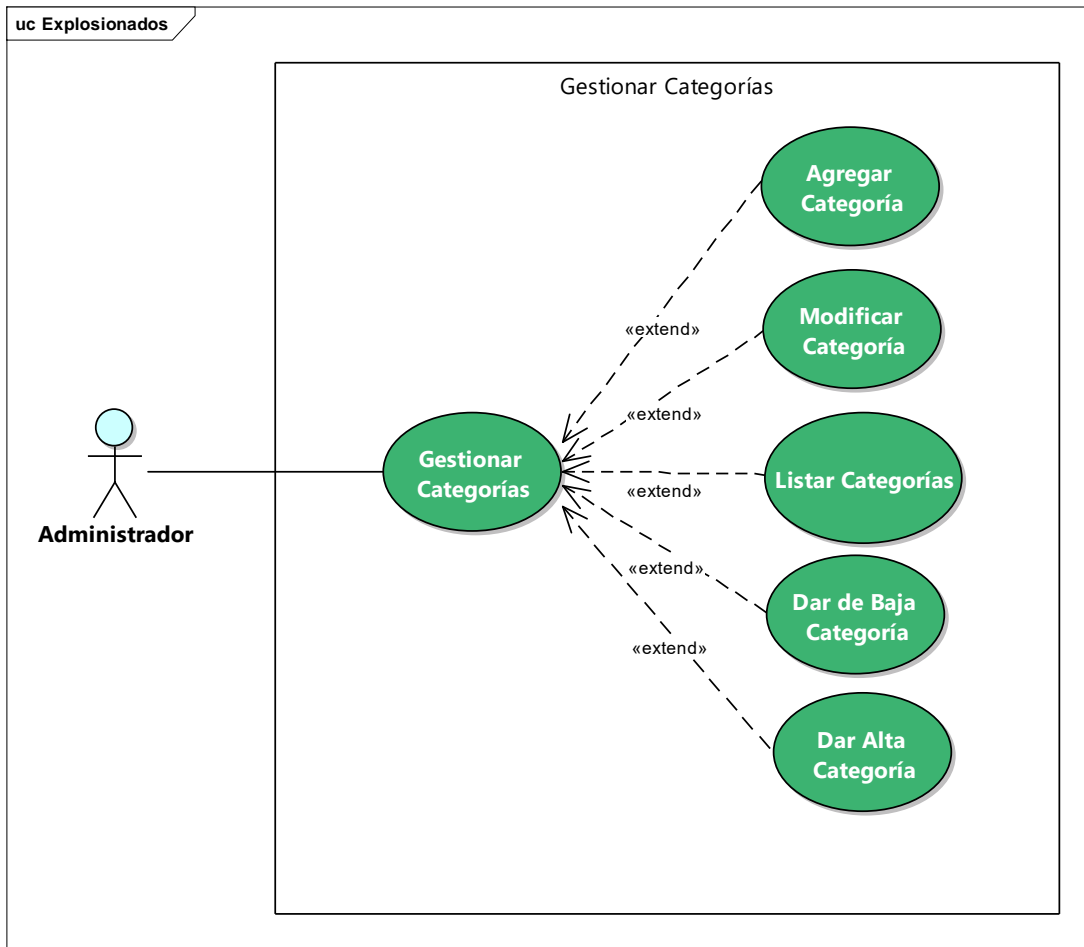 uc Explosionados
Gestionar Categorías
Agregar
Categoría
«extend»
Modificar
Categoría
«extend»
Gestionar
Categorías
Listar Categorías
«extend»
Administrador
«extend»
Dar de Baja
Categoría
«extend»
Dar Alta
Categoría